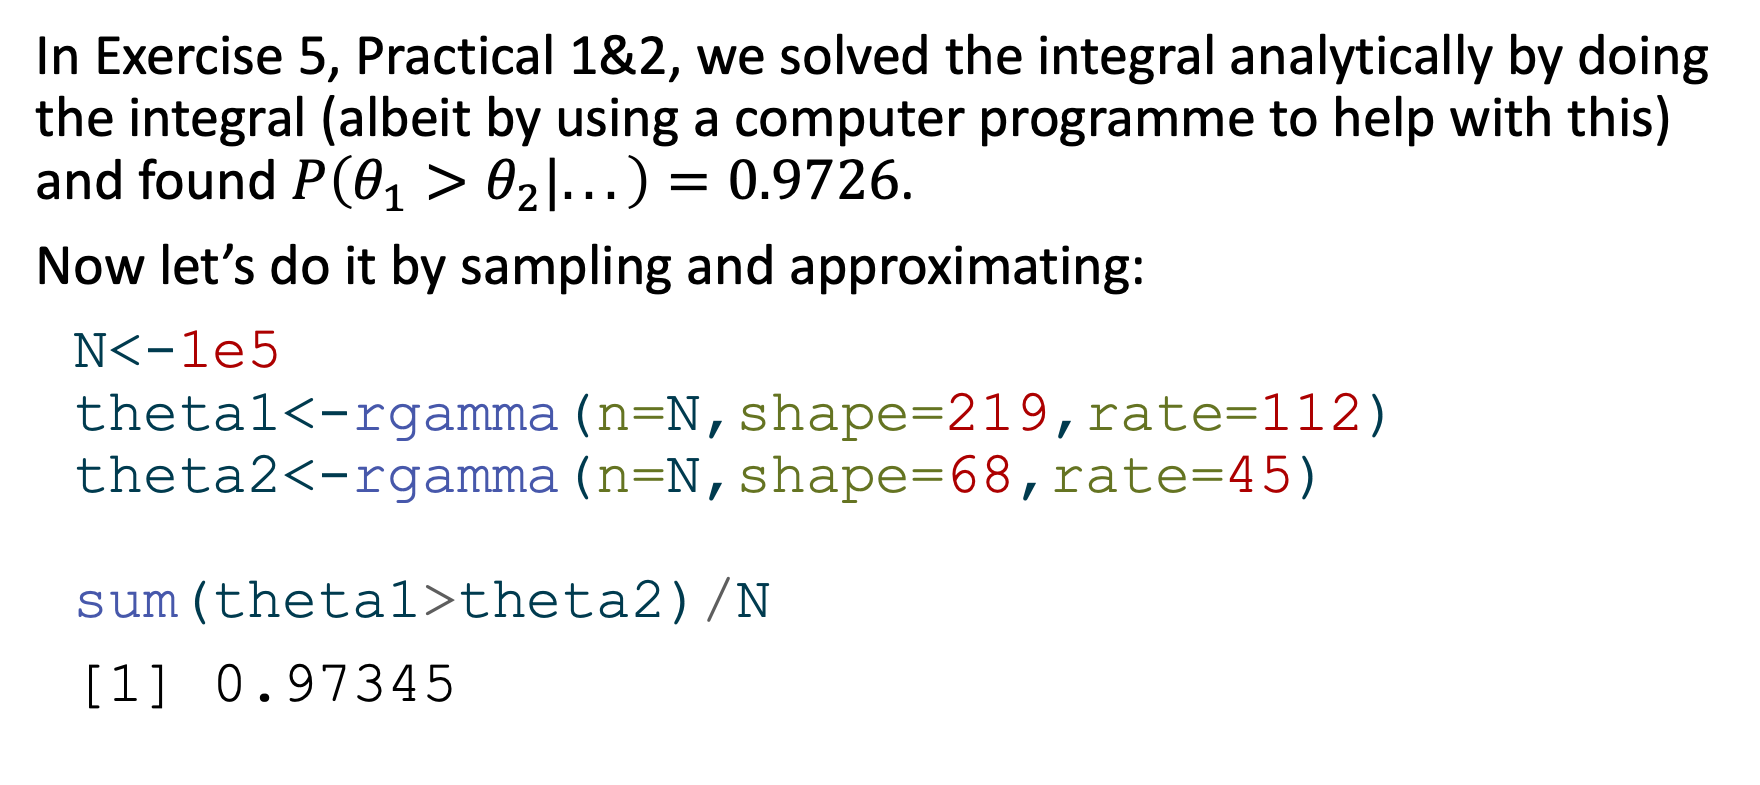 In Exercise 5, Practical 1&2, we solved the integral analytically by doing
the integral (albeit by using a computer programme to help with this)
and found 𝑃(𝜃₁ > 𝜃₂|…) = 0.9726.
Now let’s do it by sampling and approximating:
N<-1e5
theta1<-rgamma(n=N,shape=219,rate=112)
theta2<-rgamma(n=N,shape=68,rate=45)
sum(theta1>theta2)/N
[1] 0.97345